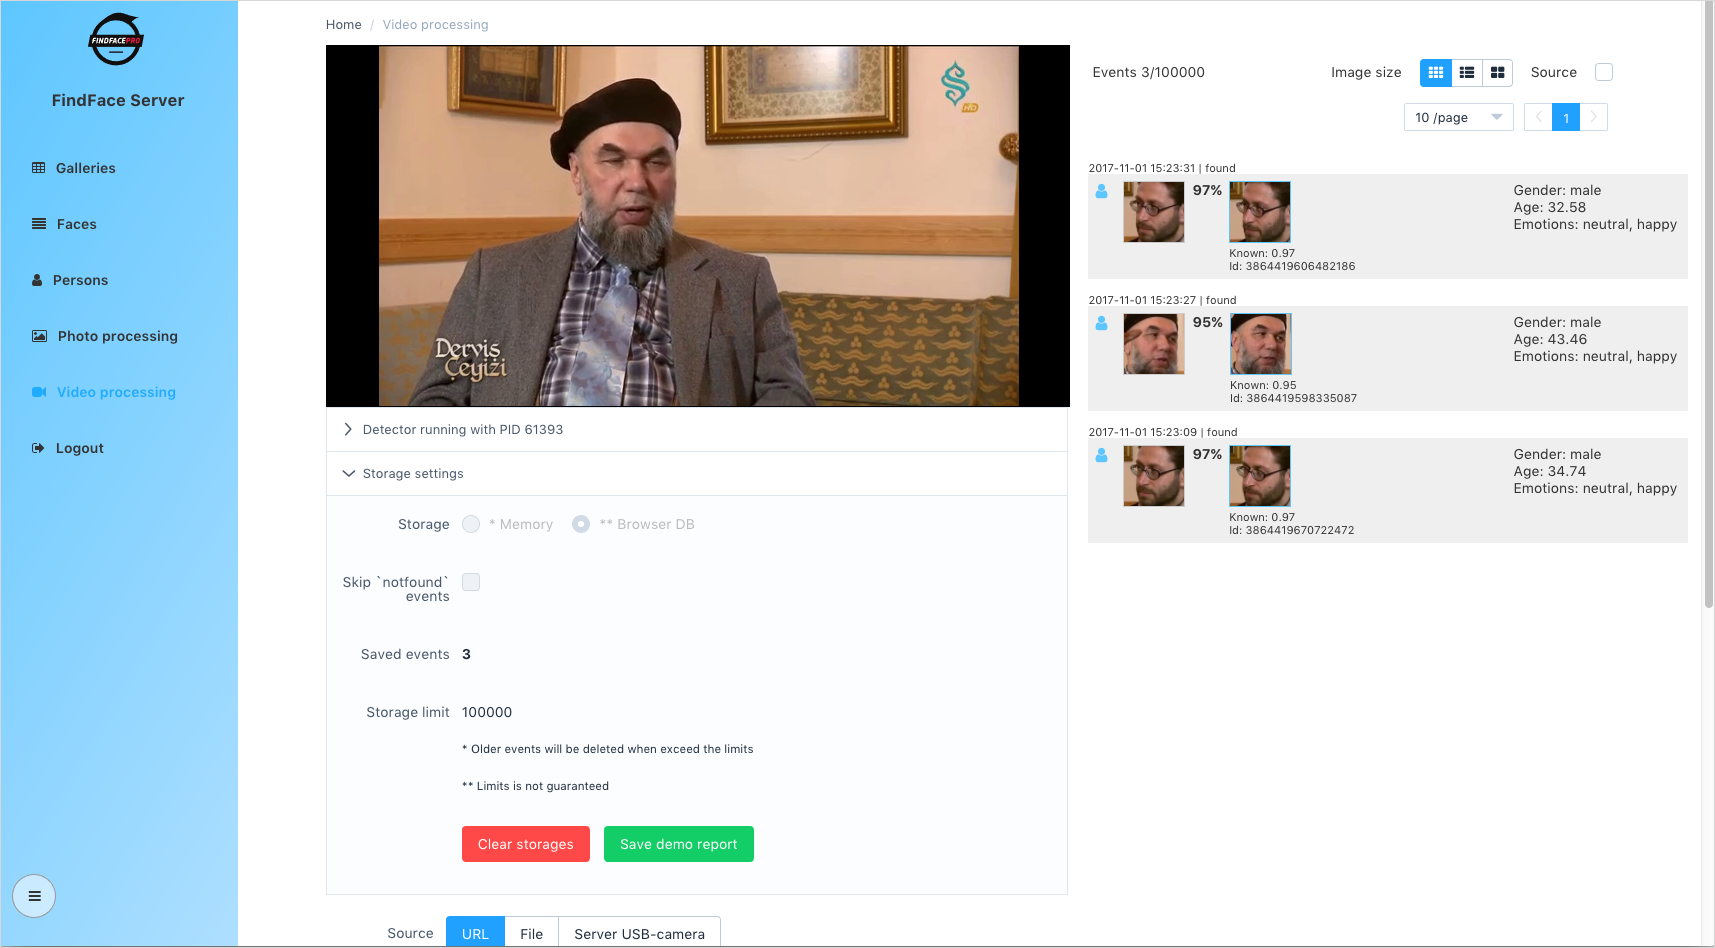 FINDFACEPRO
FindFace Server
Galleries
Faces
Persons
Photo processing
Video processing
Logout
Home / Video processing
HD
Derviş
Çeyizi
Detector running with PID 61393
Storage settings
Storage * Memory ** Browser DB
Skip `notfound`
events
Saved events 3
Storage limit 100000
* Older events will be deleted when exceed the limits
** Limits is not guaranteed
Clear storages Save demo report
Source URL File Server USB-camera
Events 3/100000 Image size Source
10 /page 1
2017-11-01 15:23:31 | found
97%
Known: 0.97
Id: 3864419606482186
Gender: male
Age: 32.58
Emotions: neutral, happy
2017-11-01 15:23:27 | found
95%
Known: 0.95
Id: 3864419598335087
Gender: male
Age: 43.46
Emotions: neutral, happy
2017-11-01 15:23:09 | found
97%
Known: 0.97
Id: 3864419670722472
Gender: male
Age: 34.74
Emotions: neutral, happy